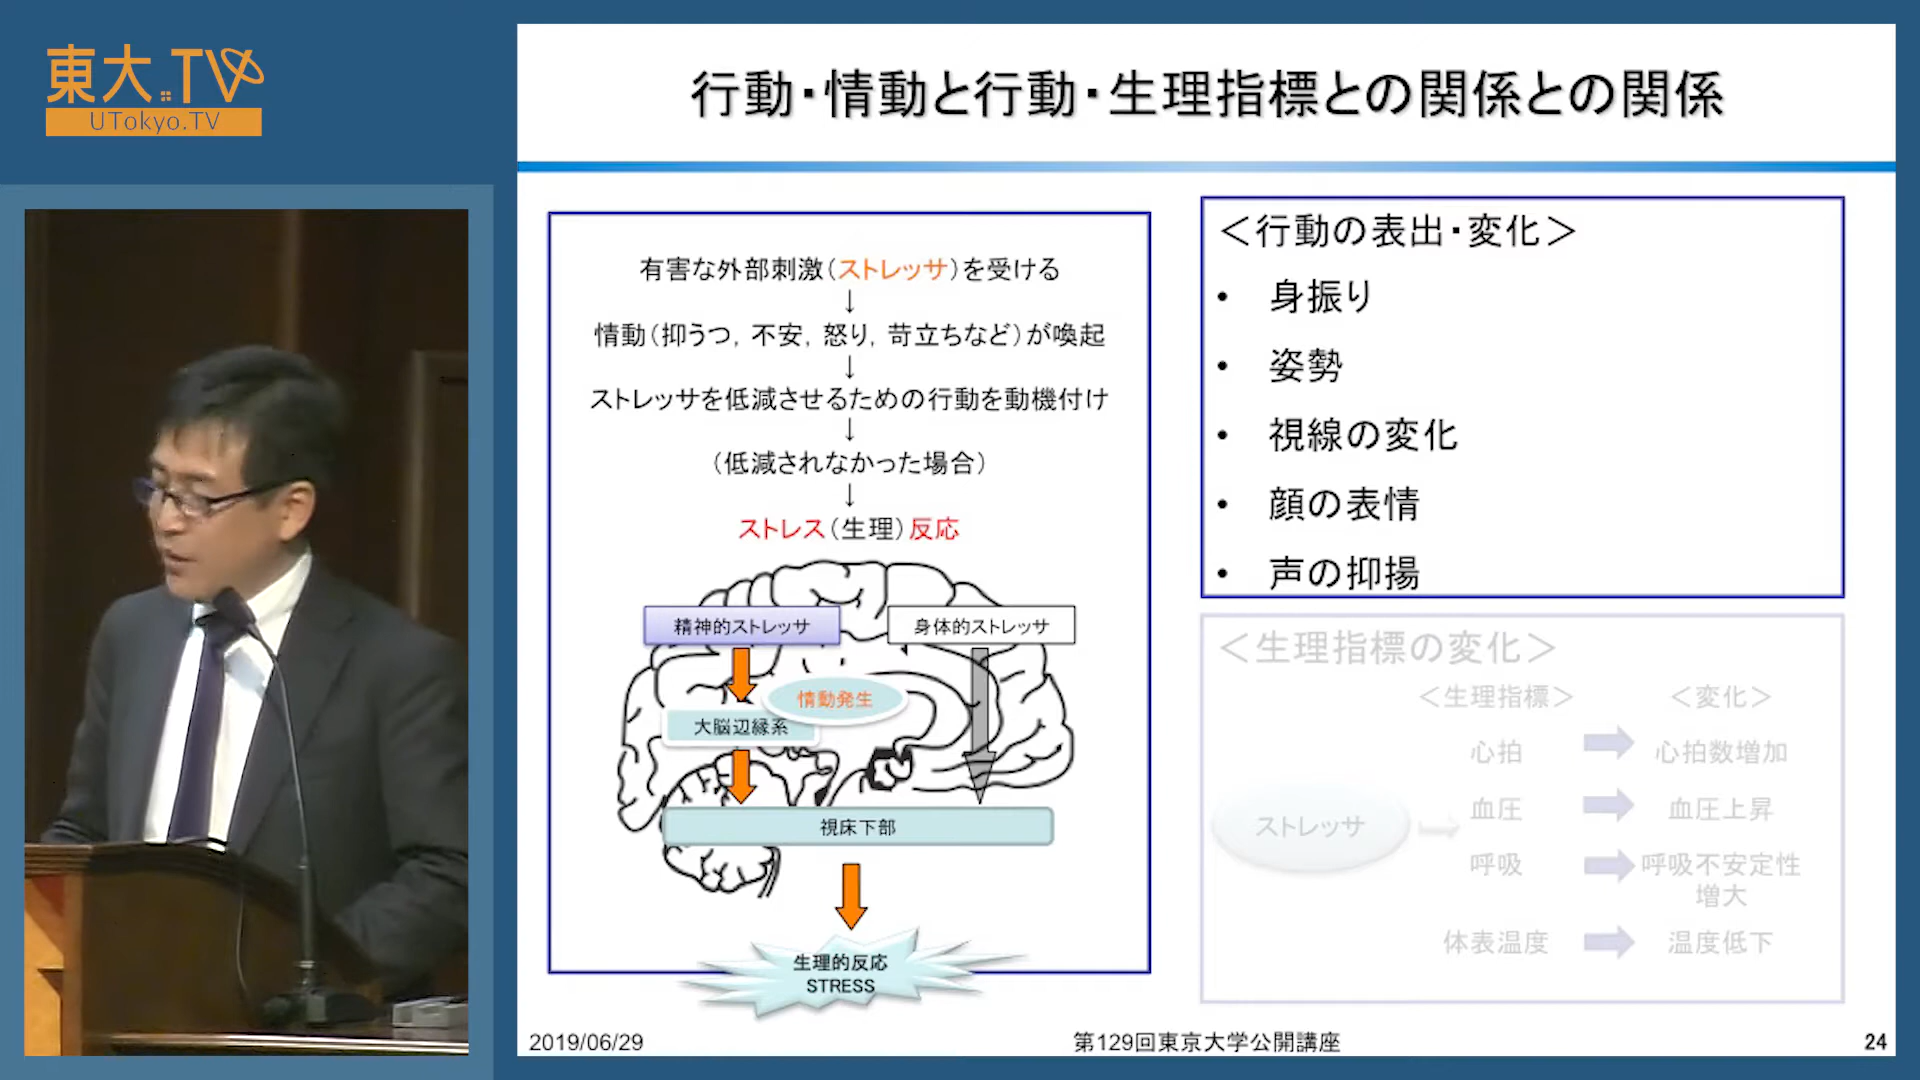 東大.TV
UTokyo.TV
行動・情動と行動・生理指標との関係との関係
有害な外部刺激（ストレッサ）を受ける
↓
情動（抑うつ，不安，怒り，苛立ちなど）が喚起
↓
ストレッサを低減させるための行動を動機付け
↓
（低減されなかった場合）
↓
ストレス（生理）反応
精神的ストレッサ
身体的ストレッサ
情動発生
大脳辺縁系
視床下部
生理的反応
STRESS
＜行動の表出・変化＞
• 身振り
• 姿勢
• 視線の変化
• 顔の表情
• 声の抑揚
＜生理指標の変化＞
＜生理指標＞ ＜変化＞
心拍 心拍数増加
血圧 血圧上昇
ストレッサ
呼吸 呼吸不安定性
増大
体表温度 温度低下
2019/06/29
第129回東京大学公開講座
24